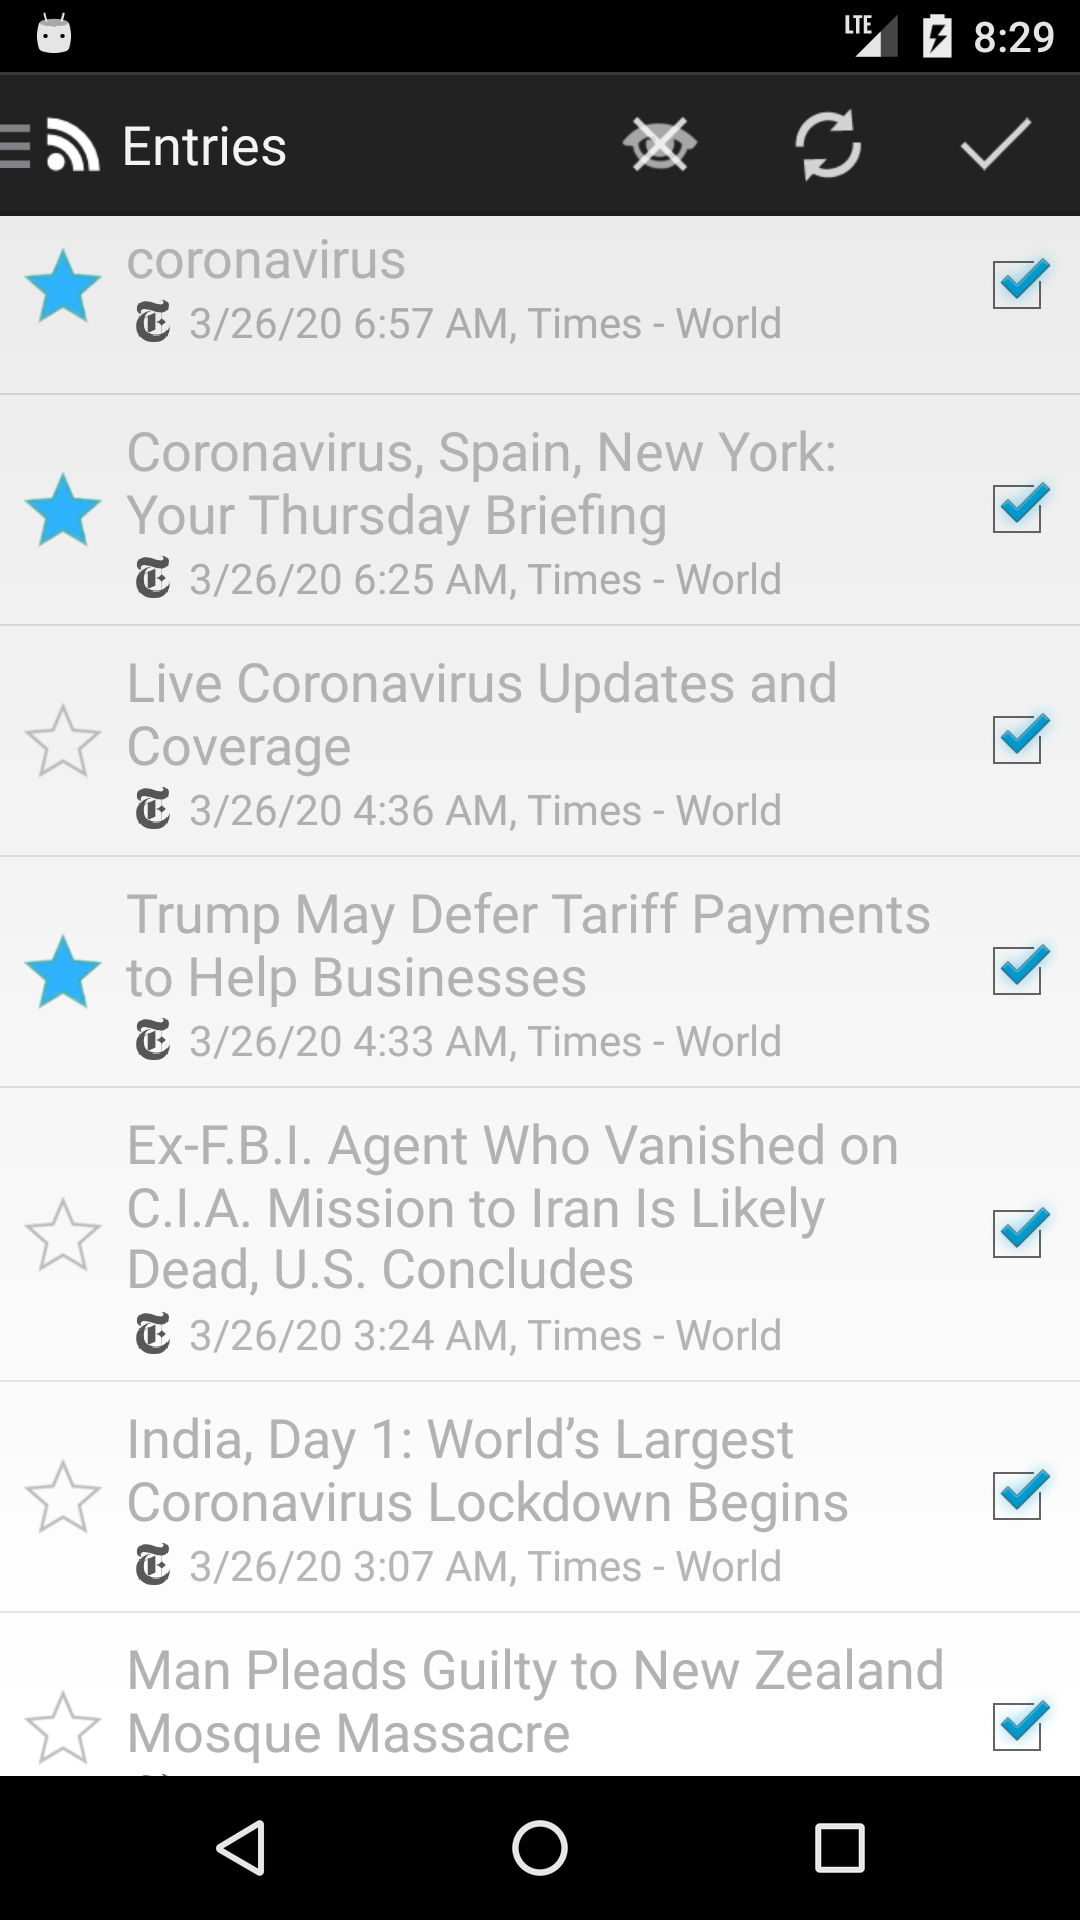 LTE 8:29
Entries
coronavirus
3/26/20 6:57 AM, Times - World
Coronavirus, Spain, New York:
Your Thursday Briefing
3/26/20 6:25 AM, Times - World
Live Coronavirus Updates and
Coverage
3/26/20 4:36 AM, Times - World
Trump May Defer Tariff Payments
to Help Businesses
3/26/20 4:33 AM, Times - World
Ex-F.B.I. Agent Who Vanished on
C.I.A. Mission to Iran Is Likely
Dead, U.S. Concludes
3/26/20 3:24 AM, Times - World
India, Day 1: World’s Largest
Coronavirus Lockdown Begins
3/26/20 3:07 AM, Times - World
Man Pleads Guilty to New Zealand
Mosque Massacre